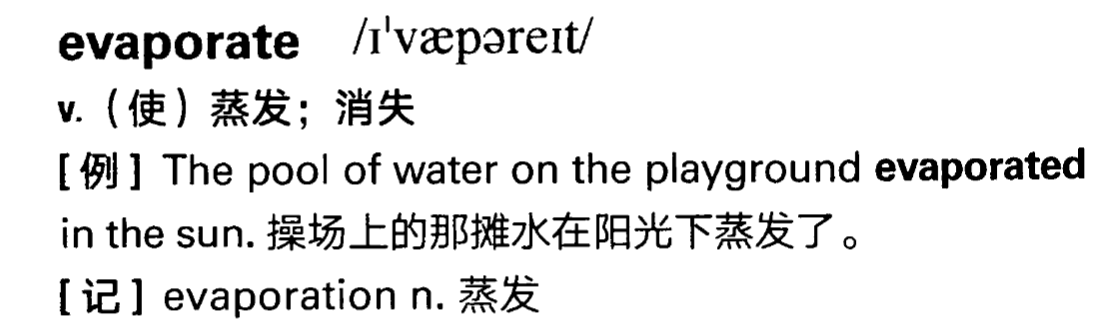 evaporate /ɪˈvæpəreɪt/
v.（使）蒸发；消失
[例] The pool of water on the playground evaporated
in the sun. 操场上的那摊水在阳光下蒸发了。
[记] evaporation n. 蒸发